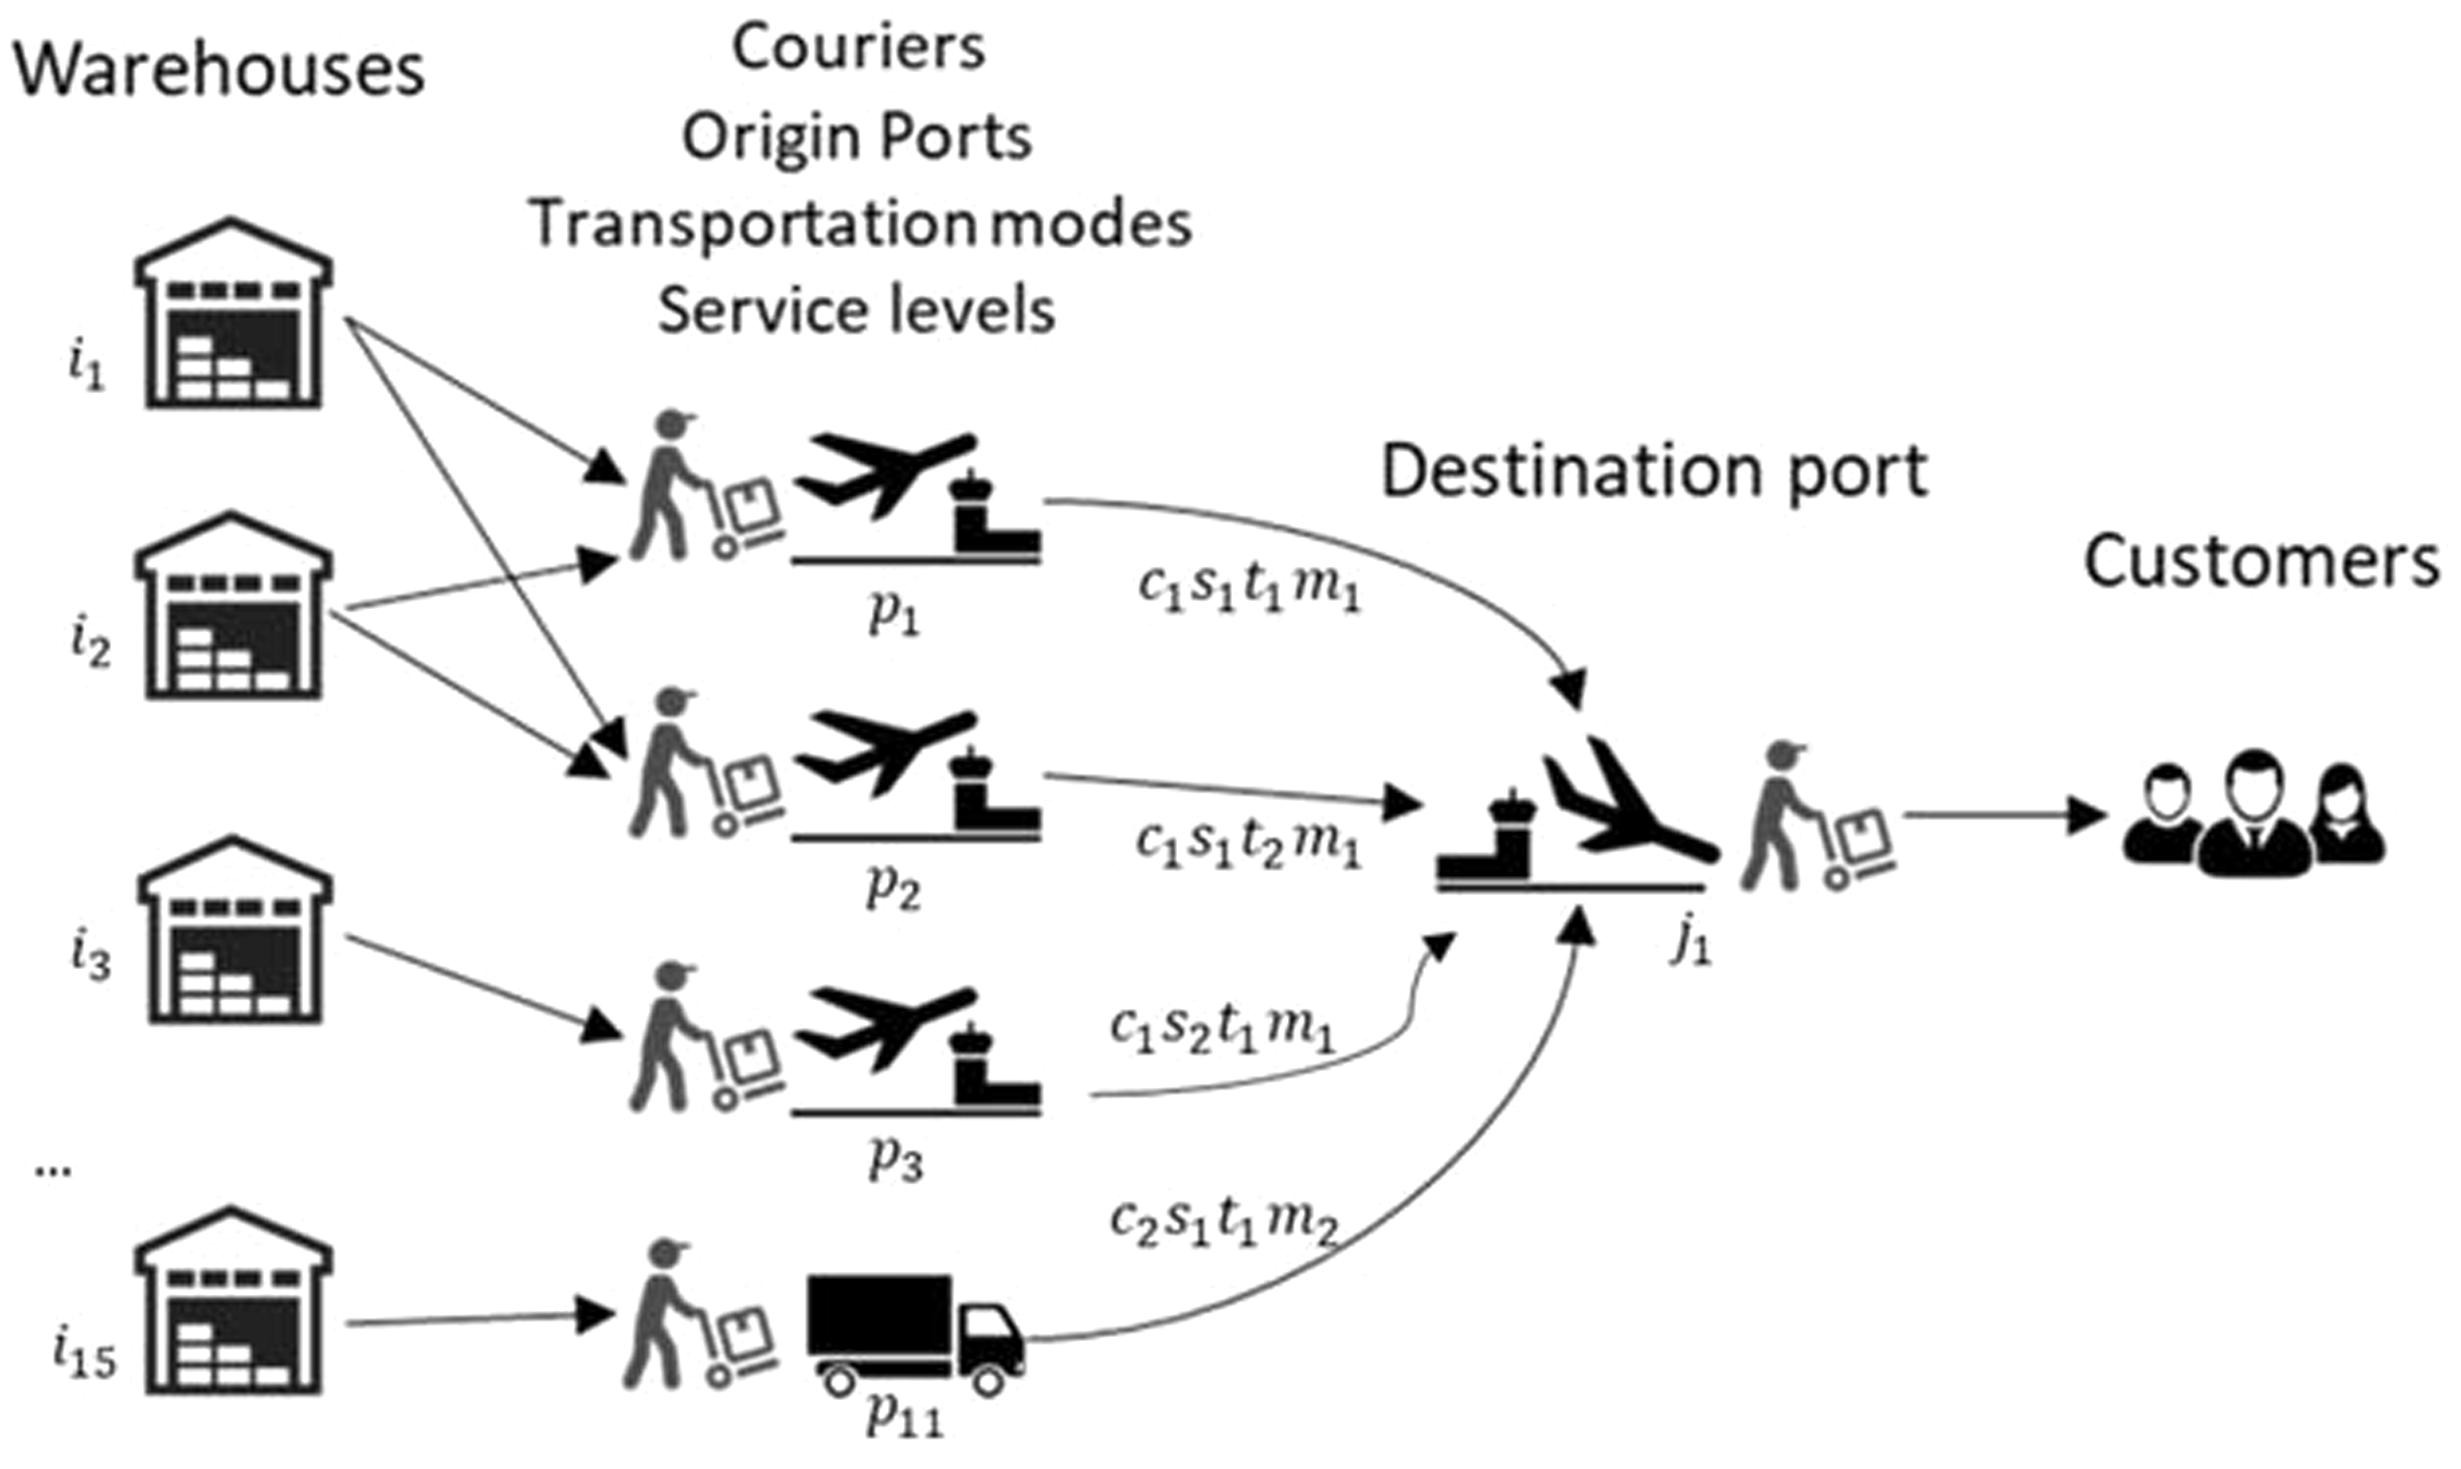 Warehouses
Couriers
Origin Ports
Transportation modes
Service levels
Destination port
Customers
i₁
i₂
i₃
...
i₁₅
p₁
p₂
p₃
p₁₁
c₁s₁t₁m₁
c₁s₁t₂m₁
c₁s₂t₁m₁
c₂s₁t₁m₂
j₁